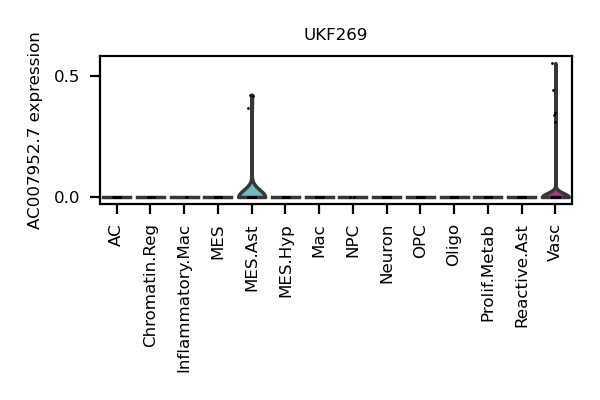 UKF269
AC007952.7 expression
0.5
0.0
AC
Chromatin.Reg
Inflammatory.Mac
MES
MES.Ast
MES.Hyp
Mac
NPC
Neuron
OPC
Oligo
Prolif.Metab
Reactive.Ast
Vasc